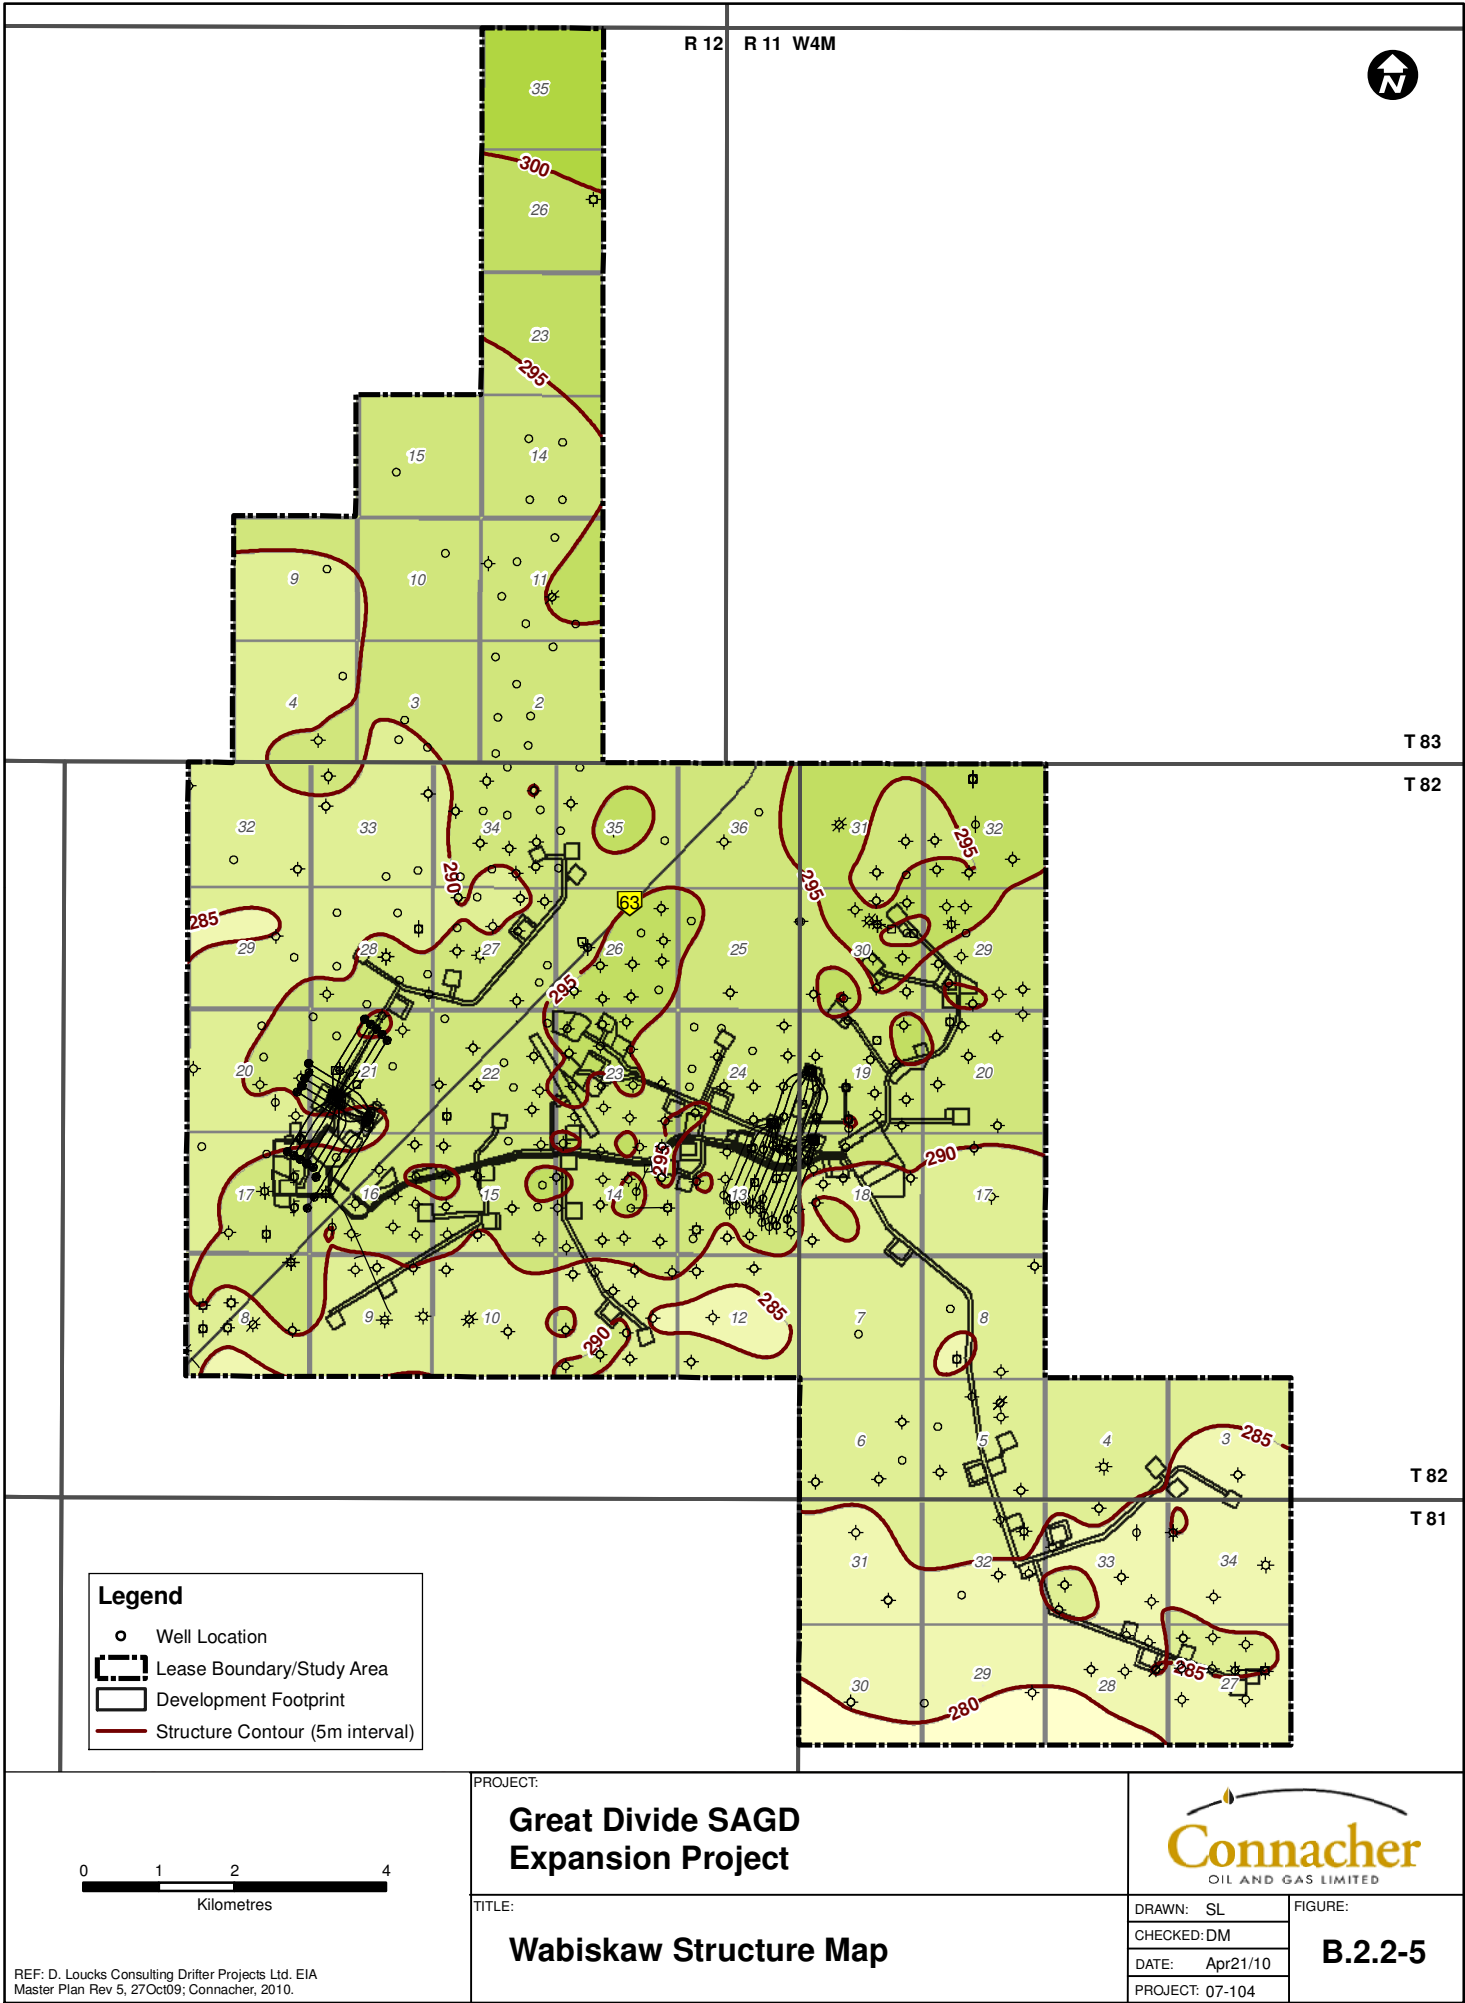 R 12 R 11 W4M
N
35
300
26
23
295
15 14
9 10 11
4 3 2
T 83
T 82
32 33 34 35 36 31 32
295
290 295
63
285
29 28 27 26 25 30 29
295
20 21 22 23 24 19 20
290
295
17 16 15 14 13 18 17
285
8 9 10 12 7 8
290
6 5 4 3 285
T 82
T 81
31 32 33 34
285
30 29 28 27
280
Legend
Well Location
Lease Boundary/Study Area
Development Footprint
Structure Contour (5m interval)
0 1 2 4
Kilometres
REF: D. Loucks Consulting Drifter Projects Ltd. EIA
Master Plan Rev 5, 27Oct09; Connacher, 2010.
PROJECT:
Great Divide SAGD
Expansion Project
TITLE:
Wabiskaw Structure Map
Connacher
OIL AND GAS LIMITED
DRAWN: SL
CHECKED: DM
DATE: Apr21/10
PROJECT: 07-104
FIGURE:
B.2.2-5